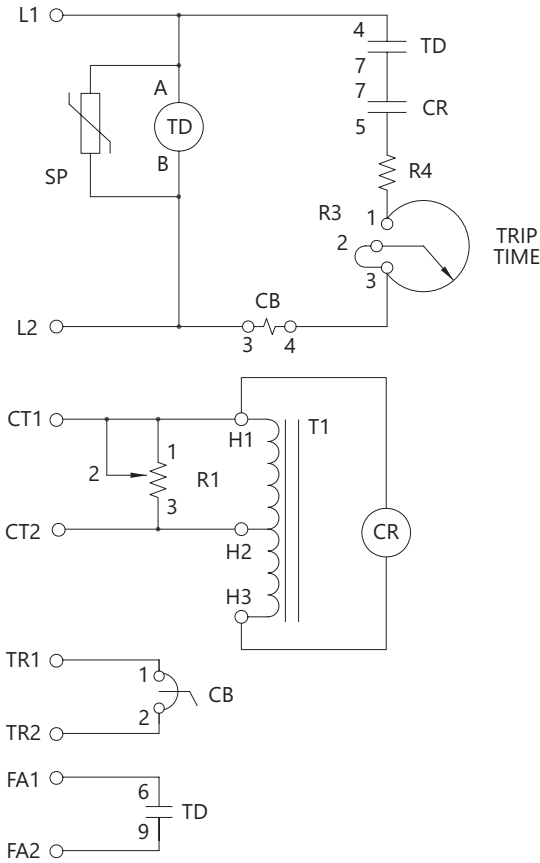 L1
4
TD
7
A
7
CR
TD
5
B
SP
R4
R3
1
TRIP
TIME
2
3
CB
L2
3
4
CT1
H1
T1
1
2
R1
3
CT2
H2
CR
H3
TR1
1
CB
2
TR2
FA1
6
TD
9
FA2